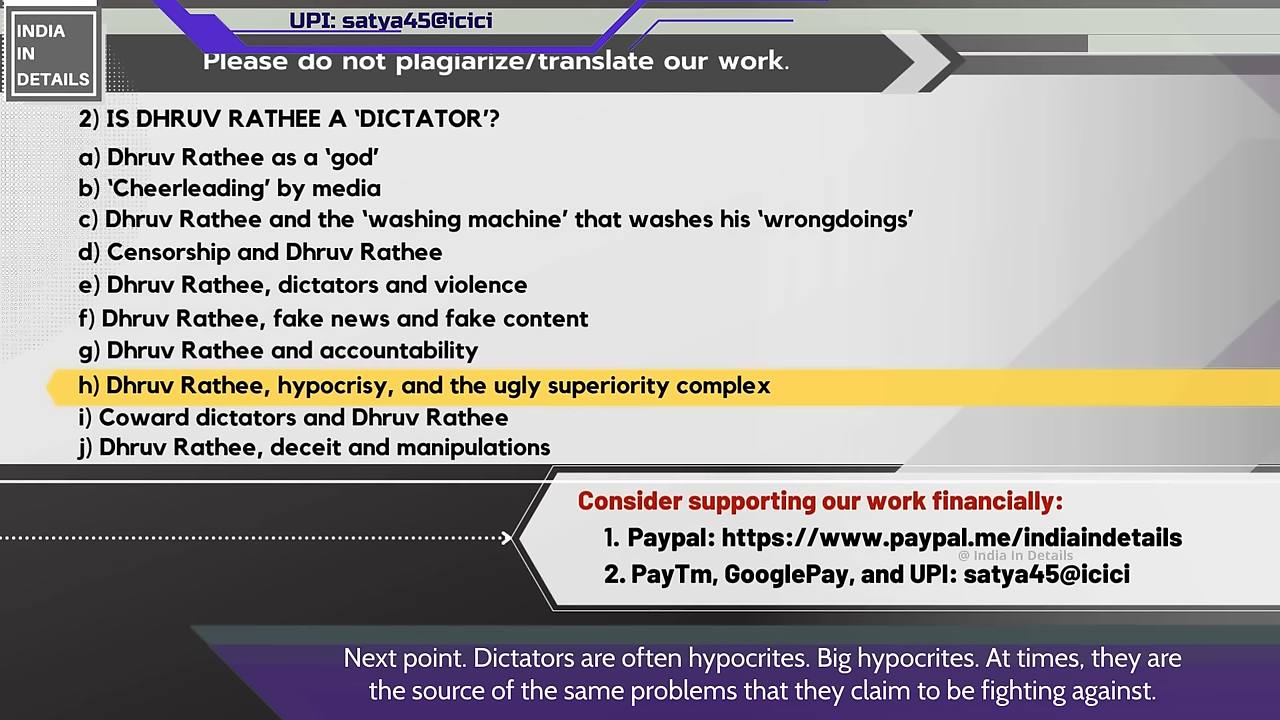 UPI: satya45@icici
INDIA
IN
DETAILS
Please do not plagiarize/translate our work.
2) IS DHRUV RATHEE A ‘DICTATOR’?
a) Dhruv Rathee as a ‘god’
b) ‘Cheerleading’ by media
c) Dhruv Rathee and the ‘washing machine’ that washes his ‘wrongdoings’
d) Censorship and Dhruv Rathee
e) Dhruv Rathee, dictators and violence
f) Dhruv Rathee, fake news and fake content
g) Dhruv Rathee and accountability
h) Dhruv Rathee, hypocrisy, and the ugly superiority complex
i) Coward dictators and Dhruv Rathee
j) Dhruv Rathee, deceit and manipulations
Consider supporting our work financially:
1. Paypal: https://www.paypal.me/indiaindetails
@ India In Details
2. PayTm, GooglePay, and UPI: satya45@icici
Next point. Dictators are often hypocrites. Big hypocrites. At times, they are
the source of the same problems that they claim to be fighting against.